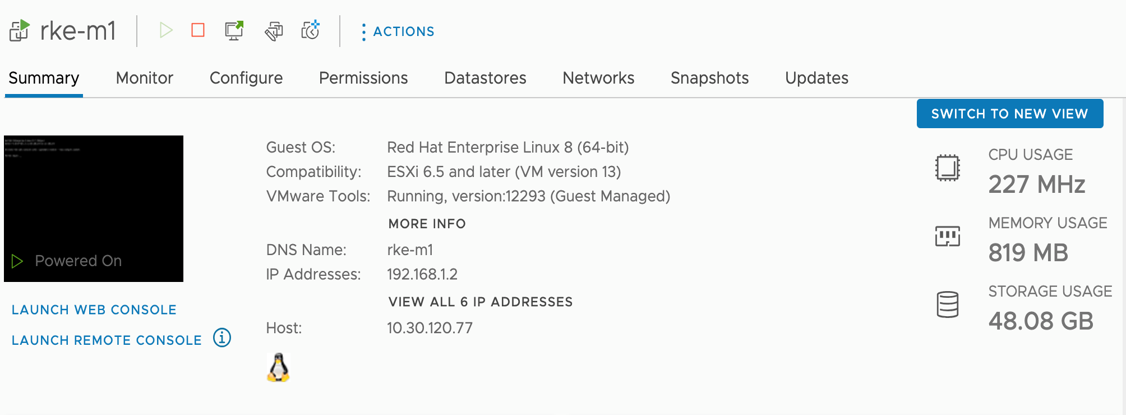 rke-m1
ACTIONS
Summary Monitor Configure Permissions Datastores Networks Snapshots Updates
SWITCH TO NEW VIEW
Powered On
LAUNCH WEB CONSOLE
LAUNCH REMOTE CONSOLE
Guest OS: Red Hat Enterprise Linux 8 (64-bit)
Compatibility: ESXi 6.5 and later (VM version 13)
VMware Tools: Running, version:12293 (Guest Managed)
MORE INFO
DNS Name: rke-m1
IP Addresses: 192.168.1.2
VIEW ALL 6 IP ADDRESSES
Host: 10.30.120.77
CPU USAGE
227 MHz
MEMORY USAGE
819 MB
STORAGE USAGE
48.08 GB